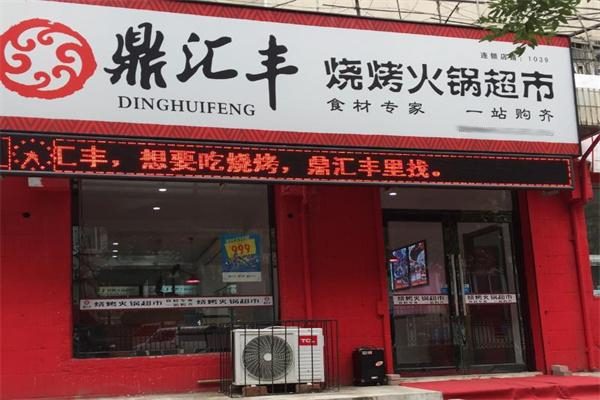 鼎汇丰
DINGHUIFENG
连锁店: 1039
烧烤火锅超市
食材专家 一站购齐
汇丰，想要吃烧烤，鼎汇丰里找。
999
烧烤火锅超市 烧烤火锅超市
烧烤火锅超市 烧烤火锅超市
TCL